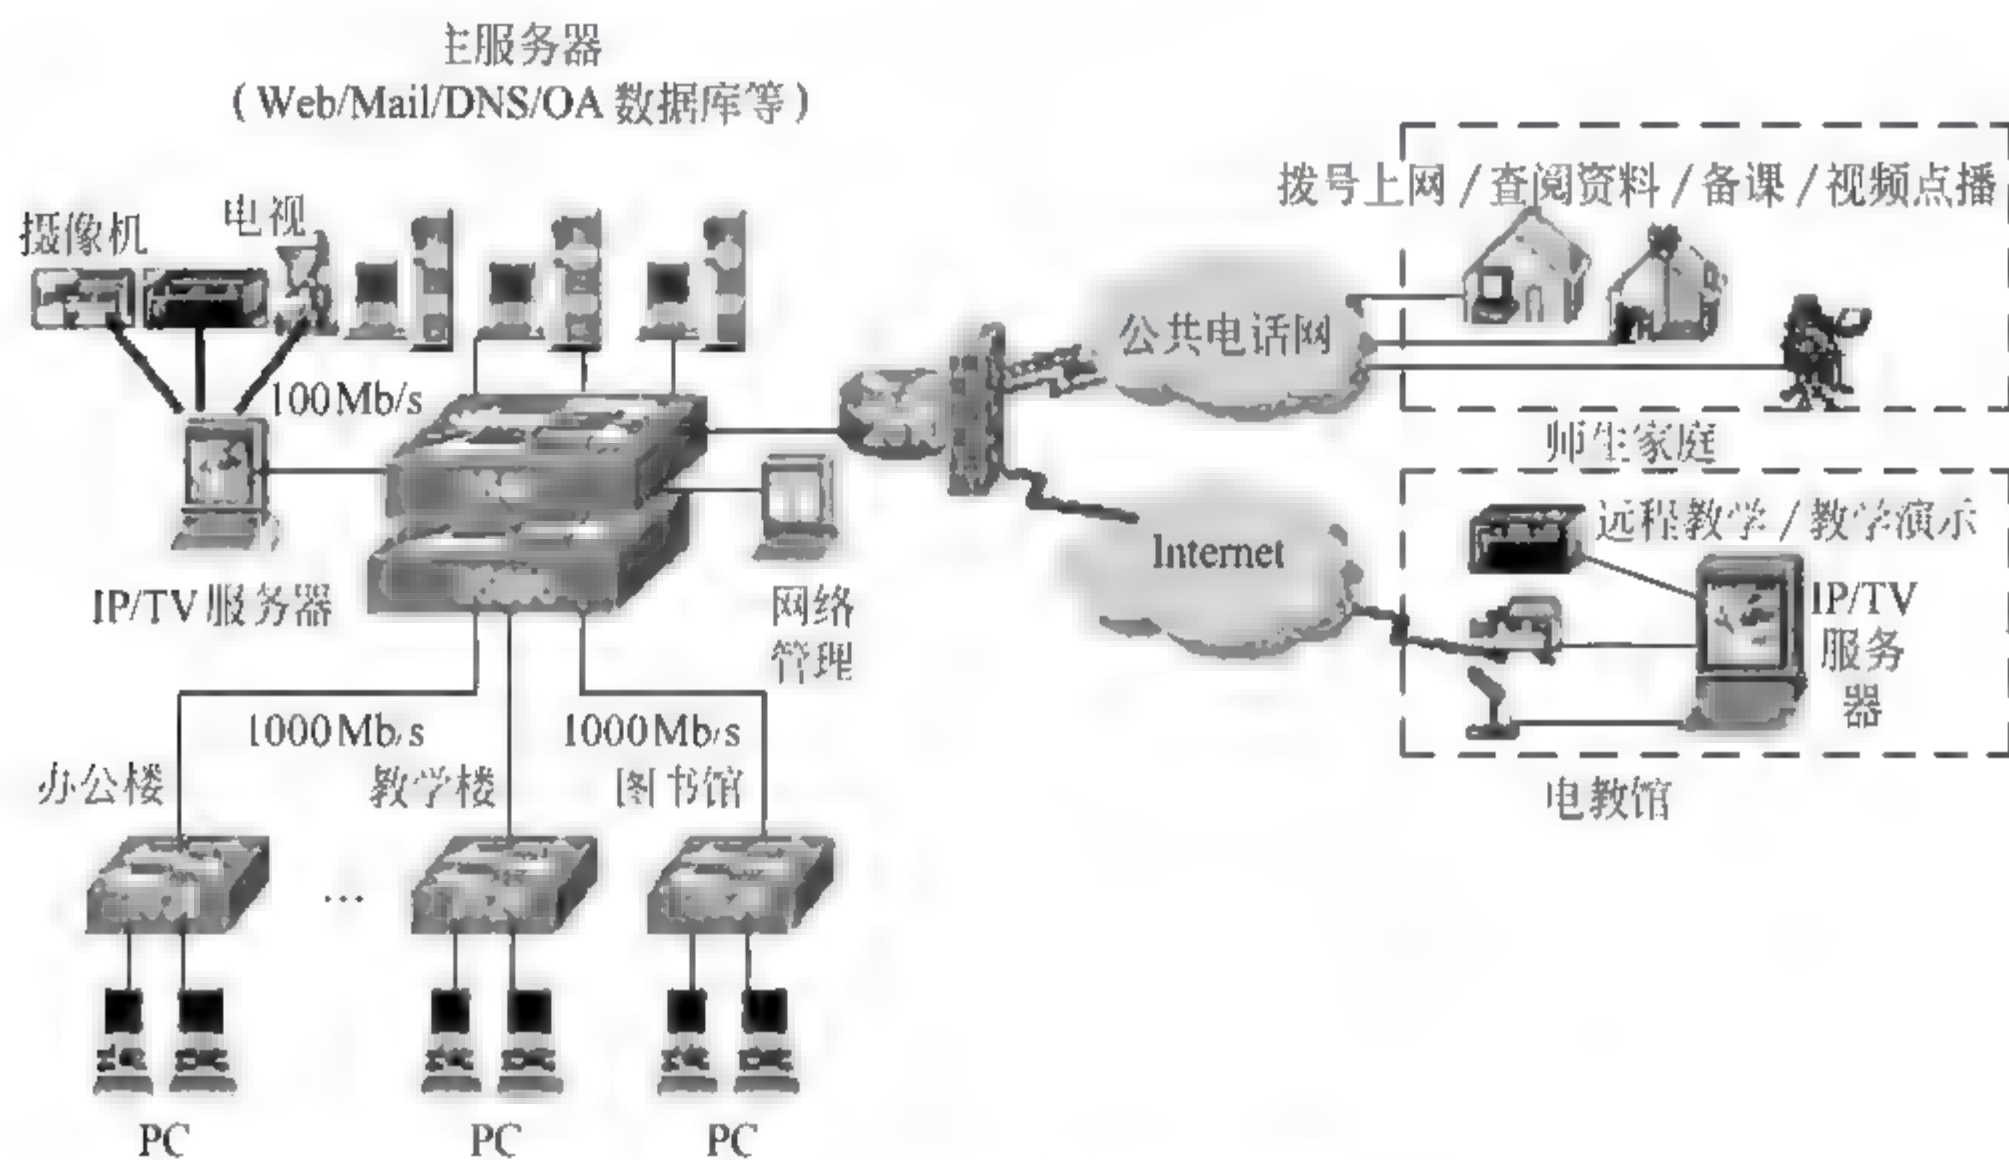 主服务器
（Web/Mail/DNS/OA 数据库等）
摄像机
电视
100Mb/s
IP/TV服务器
网络
管理
1000Mb/s
1000Mb/s
办公楼
教学楼
图书馆
...
PC
PC
PC
公共电话网
Internet
拨号上网/查阅资料/备课/视频点播
师生家庭
远程教学/教学演示
IP/TV
服务
器
电教馆